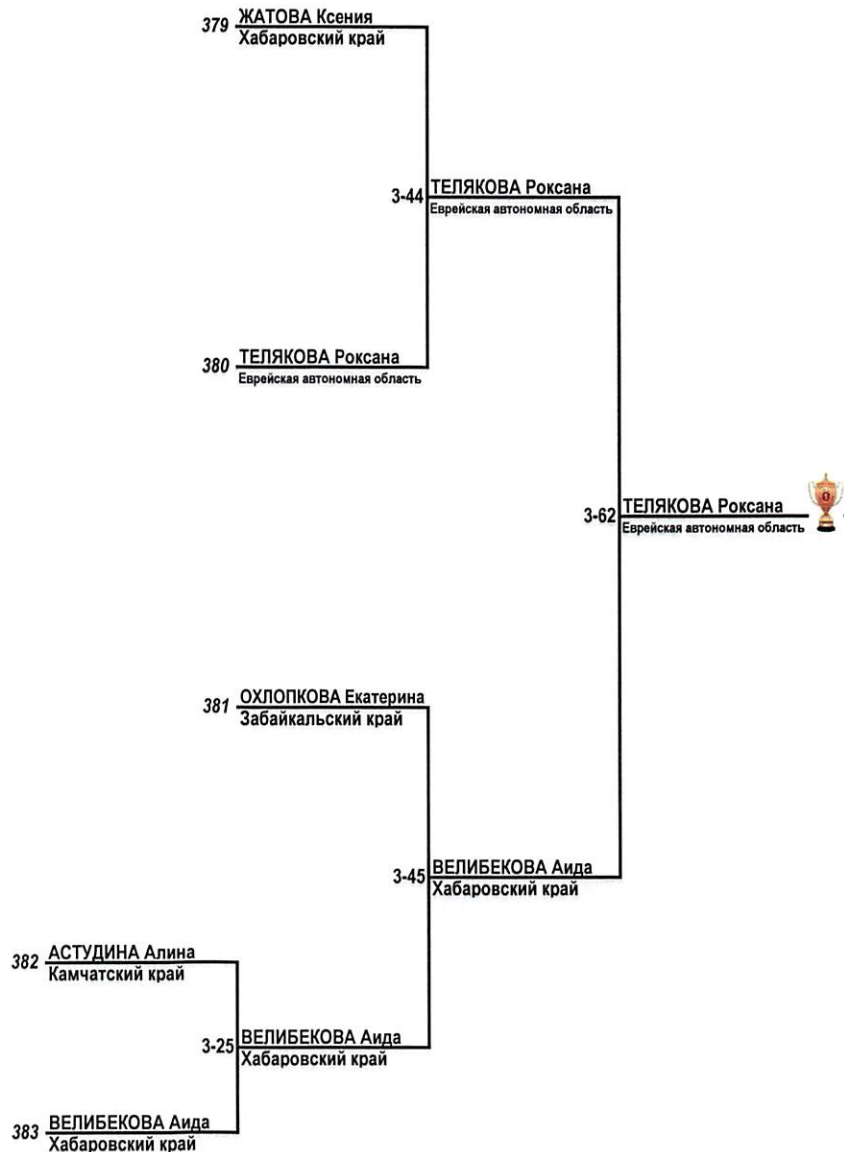 379 ЖАТОВА Ксения
Хабаровский край
3-44 ТЕЛЯКОВА Роксана
Еврейская автономная область
380 ТЕЛЯКОВА Роксана
Еврейская автономная область
3-62 ТЕЛЯКОВА Роксана
Еврейская автономная область
381 ОХЛОПКОВА Екатерина
Забайкальский край
3-45 ВЕЛИБЕКОВА Аида
Хабаровский край
382 АСТУДИНА Алина
Камчатский край
3-25 ВЕЛИБЕКОВА Аида
Хабаровский край
383 ВЕЛИБЕКОВА Аида
Хабаровский край